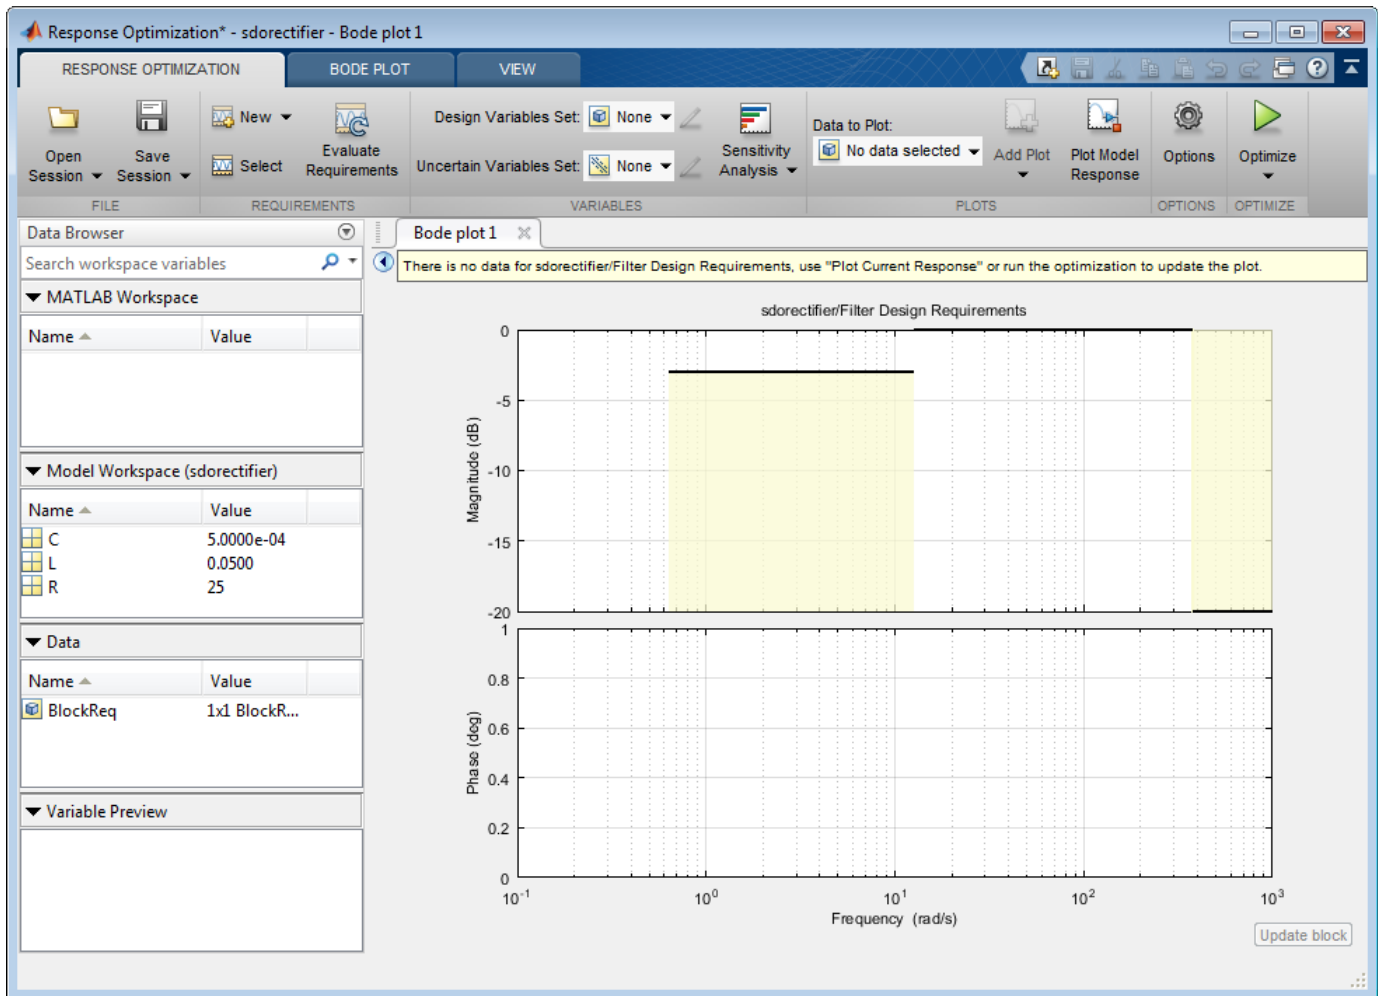 Response Optimization* - sdorectifier - Bode plot 1
RESPONSE OPTIMIZATION BODE PLOT VIEW
Open Session
Save Session
New
Select
Evaluate Requirements
Design Variables Set: None
Uncertain Variables Set: None
Sensitivity Analysis
Data to Plot:
No data selected
Add Plot
Plot Model Response
Options
Optimize
FILE REQUIREMENTS VARIABLES PLOTS OPTIONS OPTIMIZE
Data Browser
Search workspace variables
MATLAB Workspace
Name Value
Model Workspace (sdorectifier)
Name Value
C 5.0000e-04
L 0.0500
R 25
Data
Name Value
BlockReq 1x1 BlockR...
Variable Preview
Bode plot 1
There is no data for sdorectifier/Filter Design Requirements, use "Plot Current Response" or run the optimization to update the plot.
sdorectifier/Filter Design Requirements
Magnitude (dB)
0
-5
-10
-15
-20
Phase (deg)
1
0.8
0.6
0.4
0.2
0
10^-1 10^0 10^1 10^2 10^3
Frequency (rad/s)
Update block